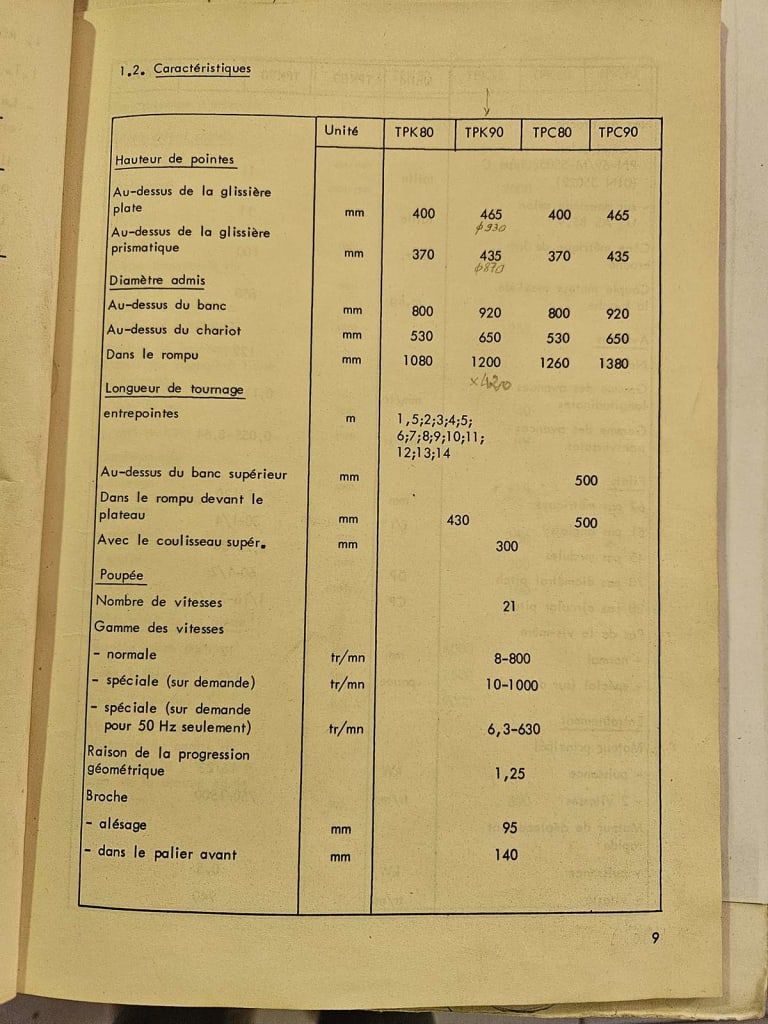 1.2. Caractéristiques
Unité TPK80 TPK90 TPC80 TPC90
Hauteur de pointes
Au-dessus de la glissière
plate mm 400 465 400 465
φ930
Au-dessus de la glissière
prismatique mm 370 435 370 435
φ870
Diamètre admis
Au-dessus du banc mm 800 920 800 920
Au-dessus du chariot mm 530 650 530 650
Dans le rompu mm 1080 1200 1260 1380
Longueur de tournage
entrepointes m 1,5;2;3;4;5;
6;7;8;9;10;11;
12;13;14
Au-dessus du banc supérieur mm 500
Dans le rompu devant le
plateau mm 430 500
Avec le coulisseau supér. mm 300
Poupée
Nombre de vitesses 21
Gamme des vitesses
- normale tr/mn 8-800
- spéciale (sur demande) tr/mn 10-1000
- spéciale (sur demande
pour 50 Hz seulement) tr/mn 6,3-630
Raison de la progression
géométrique 1,25
Broche
- alésage mm 95
- dans le palier avant mm 140
9